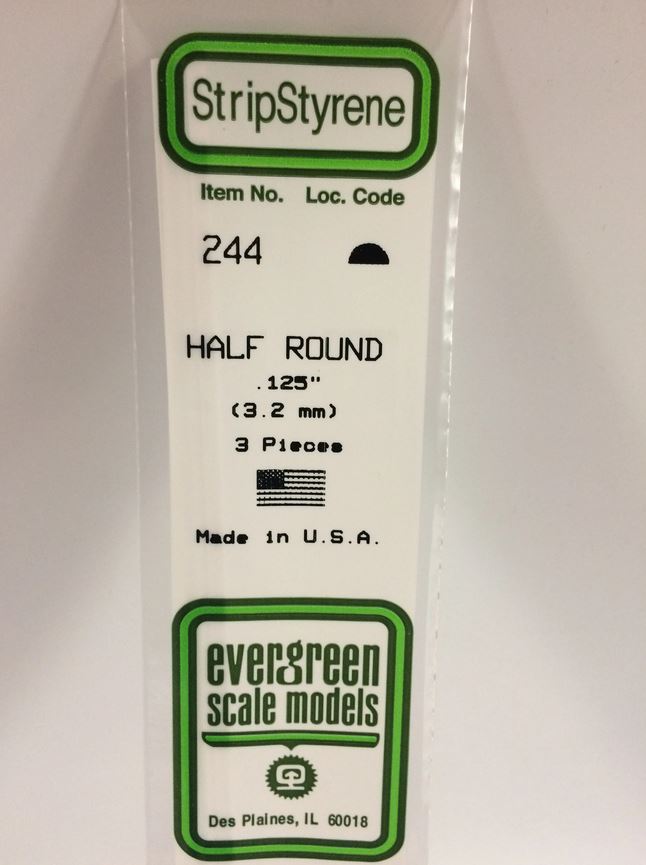 StripStyrene
Item No. Loc. Code
244
HALF ROUND
.125"
(3.2 mm)
3 Pieces
Made in U.S.A.
evergreen
scale models
Des Plaines, IL 60018